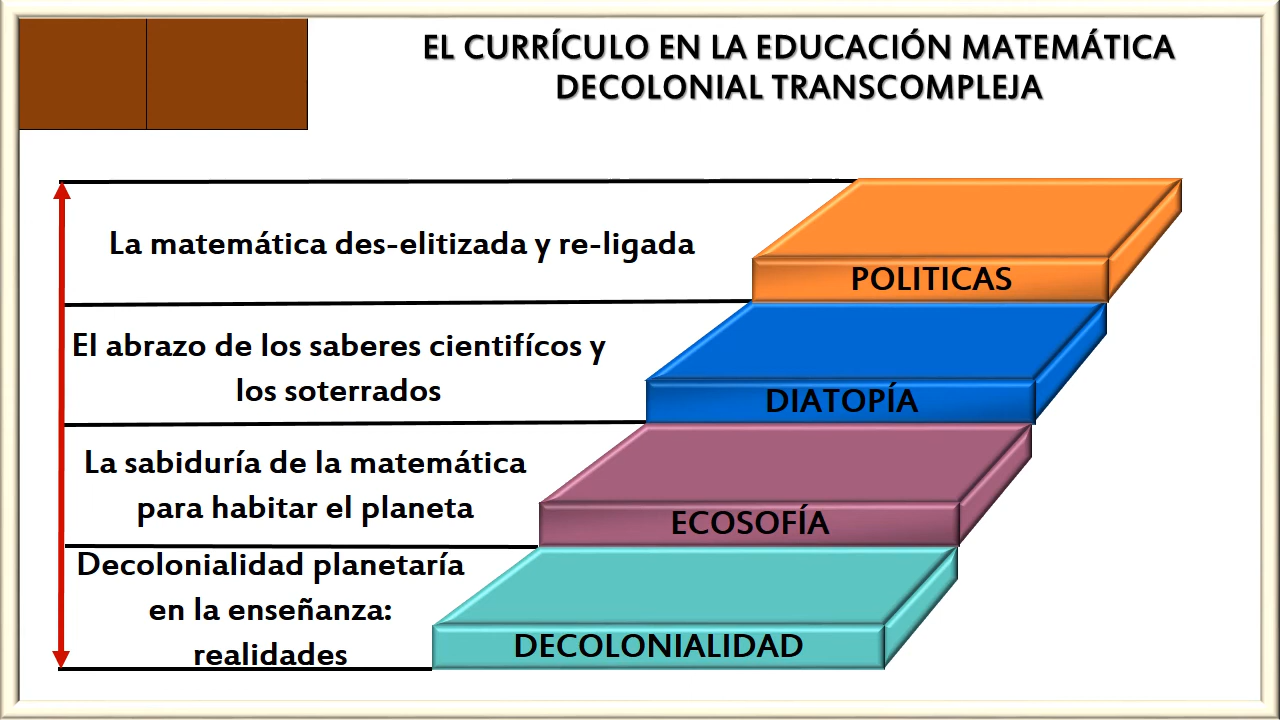 EL CURRÍCULO EN LA EDUCACIÓN MATEMÁTICA
DECOLONIAL TRANSCOMPLEJA
La matemática des-elitizada y re-ligada
POLITICAS
El abrazo de los saberes cientifícos y
los soterrados
DIATOPÍA
La sabiduría de la matemática
para habitar el planeta
ECOSOFÍA
Decolonialidad planetaría
en la enseñanza:
realidades
DECOLONIALIDAD